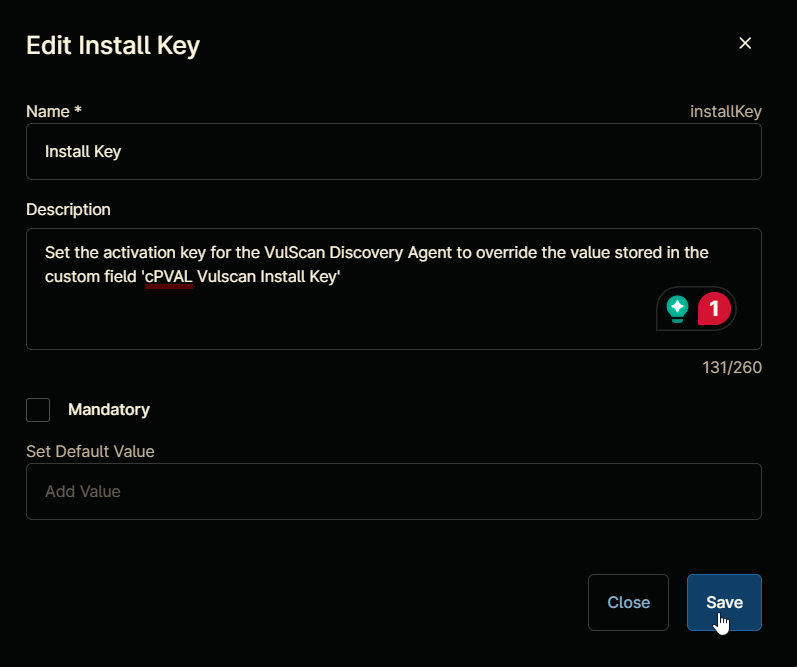 Edit Install Key
Name *
installKey
Install Key
Description
Set the activation key for the VulScan Discovery Agent to override the value stored in the
custom field 'cPVAL Vulscan Install Key'
1
131/260
Mandatory
Set Default Value
Add Value
Close
Save